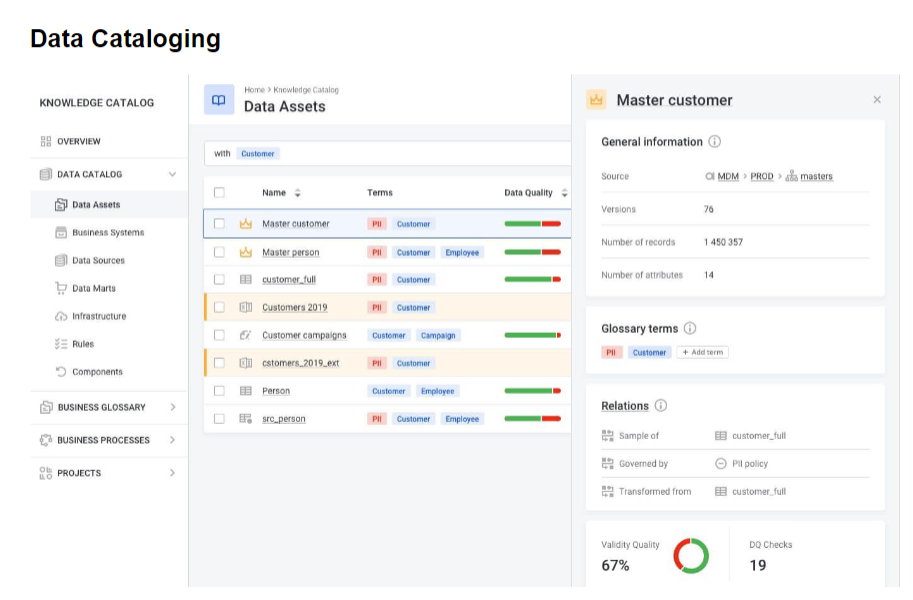 Data Cataloging
KNOWLEDGE CATALOG
OVERVIEW
DATA CATALOG
Data Assets
Business Systems
Data Sources
Data Marts
Infrastructure
Rules
Components
BUSINESS GLOSSARY
BUSINESS PROCESSES
PROJECTS
Home > Knowledge Catalog
Data Assets
with Customer
Name Terms Data Quality
Master customer PII Customer
Master person PII Customer Employee
customer_full PII Customer
Customers 2019 PII Customer
Customer campaigns Customer Campaign
cstomers_2019_ext PII Customer
Person Customer Employee
src_person PII Customer Employee
Master customer
General information
Source MDM > PROD > masters
Versions 76
Number of records 1 450 357
Number of attributes 14
Glossary terms
PII Customer + Add term
Relations
Sample of customer_full
Governed by PII policy
Transformed from customer_full
Validity Quality DQ Checks
67% 19